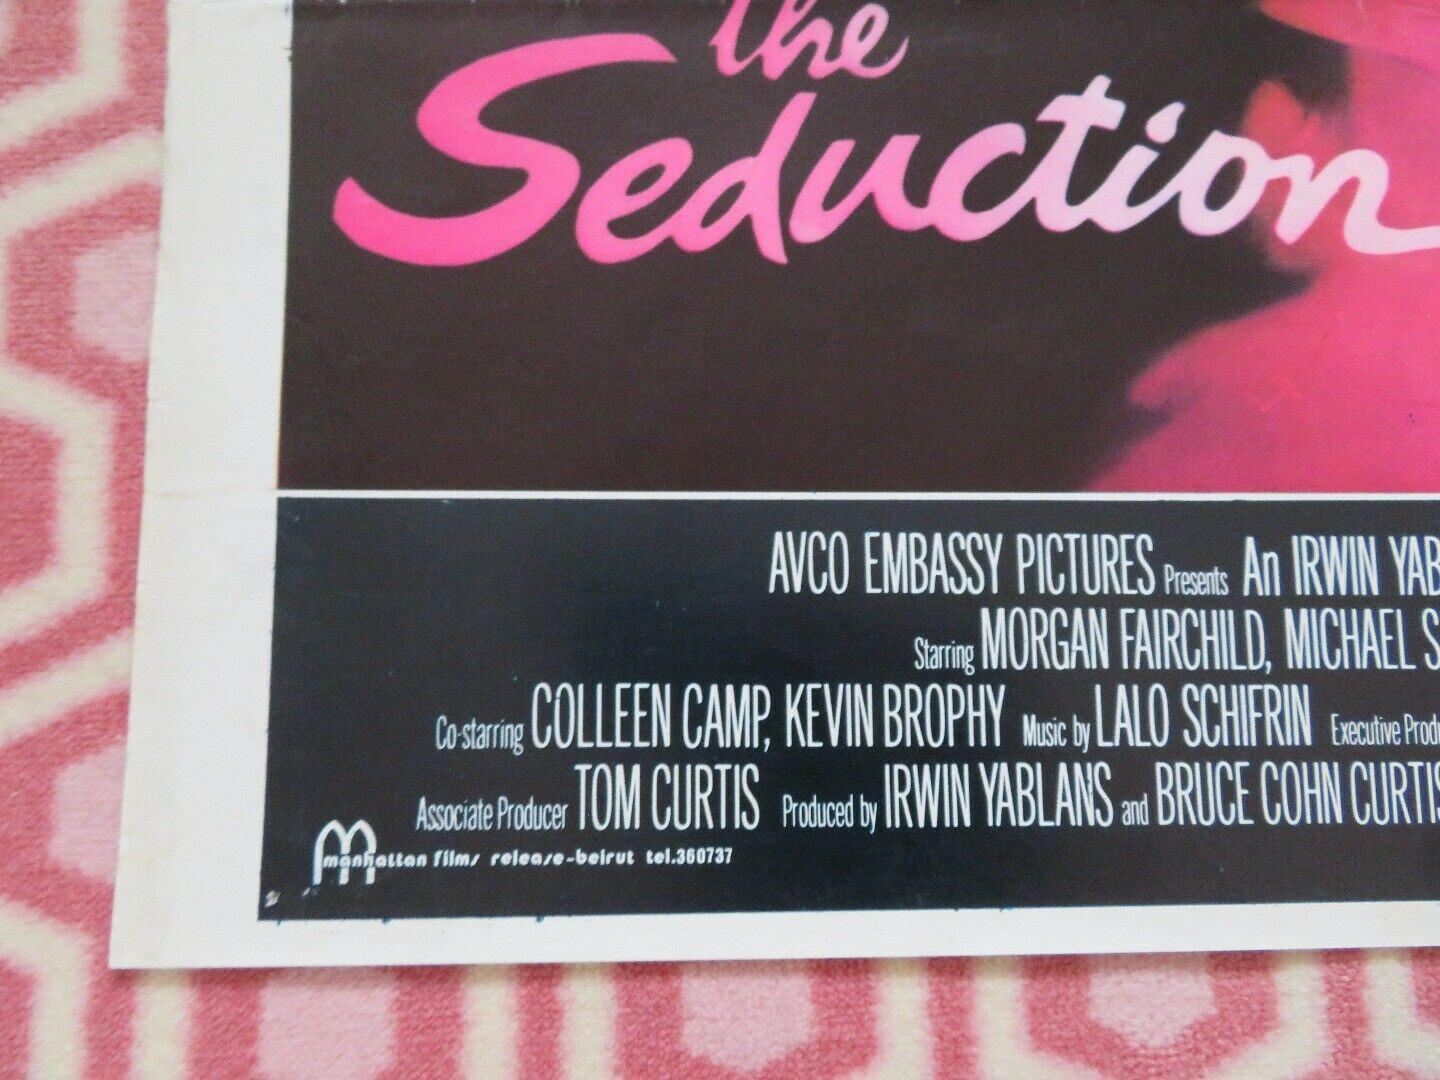 the
Seduction
AVCO EMBASSY PICTURES Presents An IRWIN YAB
Starring MORGAN FAIRCHILD, MICHAEL S
Co-starring COLLEEN CAMP, KEVIN BROPHY Music by LALO SCHIFRIN Executive Prod
Associate Producer TOM CURTIS Produced by IRWIN YABLANS and BRUCE COHN CURTIS
manhattan films release-beirut tel.360737